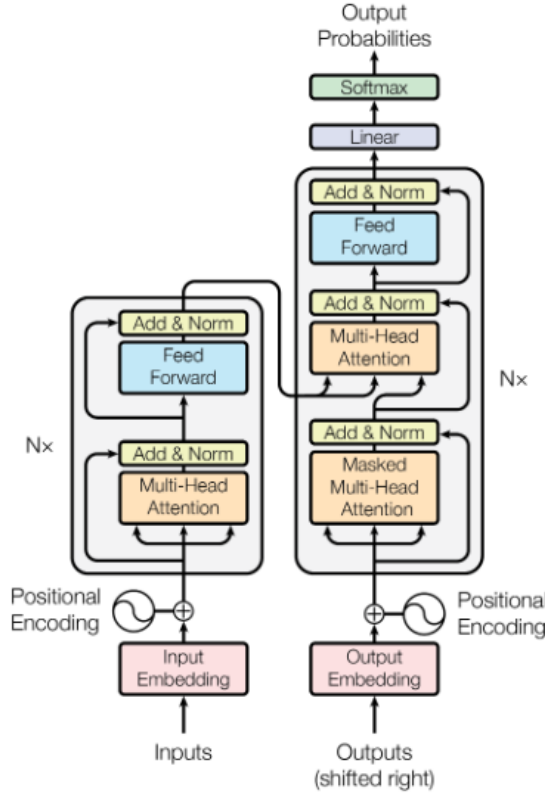 Output
Probabilities
Softmax
Linear
Add & Norm
Feed
Forward
Add & Norm
Multi-Head
Attention
Add & Norm
Masked
Multi-Head
Attention
N×
Add & Norm
Feed
Forward
Add & Norm
Multi-Head
Attention
N×
Positional
Encoding
Positional
Encoding
Input
Embedding
Output
Embedding
Inputs
Outputs
(shifted right)